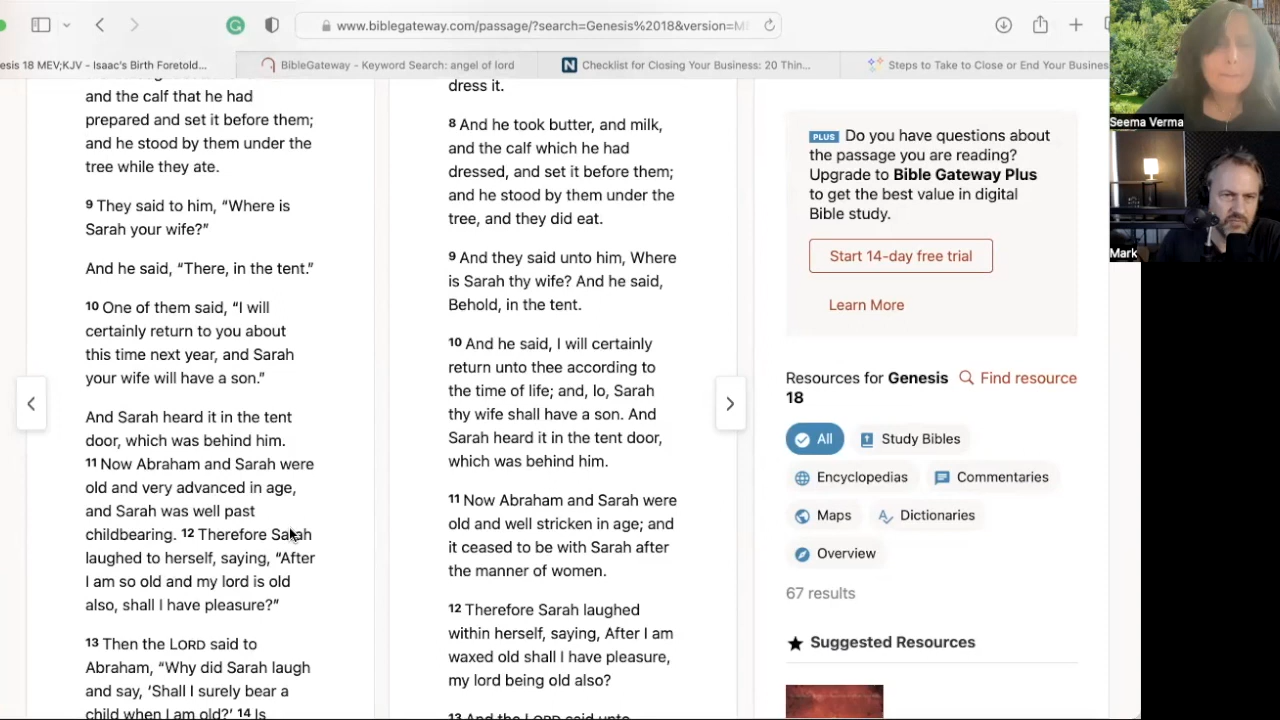 www.biblegateway.com/passage/?search=Genesis%2018&version=M
esis 18 MEV;KJV - Isaac's Birth Foretold...
BibleGateway - Keyword Search: angel of lord
Checklist for Closing Your Business: 20 Thin...
Steps to Take to Close or End Your Business
and the calf that he had
prepared and set it before them;
and he stood by them under the
tree while they ate.
9 They said to him, “Where is
Sarah your wife?”
And he said, “There, in the tent.”
10 One of them said, “I will
certainly return to you about
this time next year, and Sarah
your wife will have a son.”
And Sarah heard it in the tent
door, which was behind him.
11 Now Abraham and Sarah were
old and very advanced in age,
and Sarah was well past
childbearing. 12 Therefore Sarah
laughed to herself, saying, “After
I am so old and my lord is old
also, shall I have pleasure?”
13 Then the LORD said to
Abraham, “Why did Sarah laugh
and say, ‘Shall I surely bear a
child when I am old?’ 14 Is
dress it.
8 And he took butter, and milk,
and the calf which he had
dressed, and set it before them;
and he stood by them under the
tree, and they did eat.
9 And they said unto him, Where
is Sarah thy wife? And he said,
Behold, in the tent.
10 And he said, I will certainly
return unto thee according to
the time of life; and, lo, Sarah
thy wife shall have a son. And
Sarah heard it in the tent door,
which was behind him.
11 Now Abraham and Sarah were
old and well stricken in age; and
it ceased to be with Sarah after
the manner of women.
12 Therefore Sarah laughed
within herself, saying, After I am
waxed old shall I have pleasure,
my lord being old also?
13 And the LORD said unto
PLUS Do you have questions about
the passage you are reading?
Upgrade to Bible Gateway Plus
to get the best value in digital
Bible study.
Start 14-day free trial
Learn More
Resources for Genesis
18
Find resource
All
Study Bibles
Encyclopedias
Commentaries
Maps
Dictionaries
Overview
67 results
Suggested Resources
Seema Verma
Mark